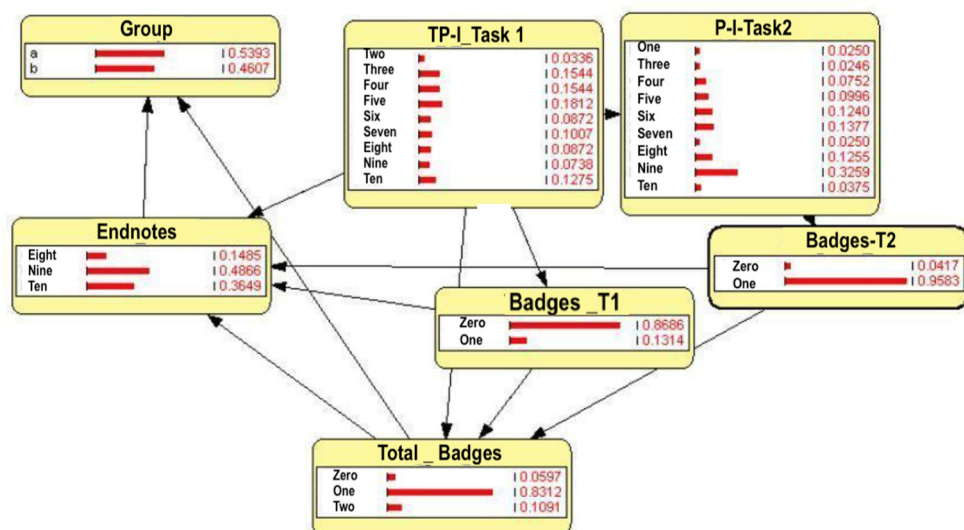 Group
a 0.5393
b 0.4607
TP-I_Task 1
Two 0.0336
Three 0.1544
Four 0.1544
Five 0.1812
Six 0.0872
Seven 0.1007
Eight 0.0872
Nine 0.0738
Ten 0.1275
P-I-Task2
One 0.0250
Three 0.0246
Four 0.0752
Five 0.0996
Six 0.1240
Seven 0.1377
0.0250
Eight 0.1255
Nine 0.3259
Ten 0.0375
Endnotes
Eight 0.1485
Nine 0.4866
Ten 0.3649
Badges-T2
Zero 0.0417
One 0.9583
Badges _T1
Zero 0.8686
One 0.1314
Total _ Badges
Zero 0.0597
One 0.8312
Two 0.1091